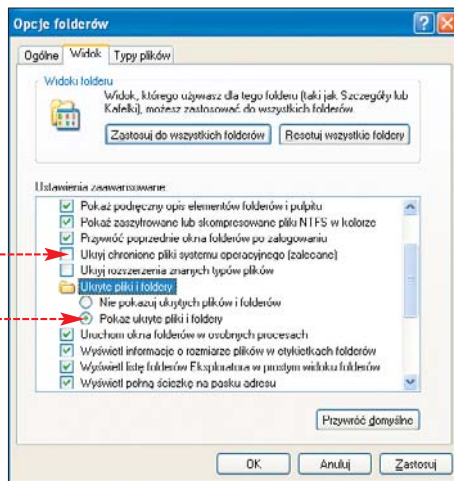 Opcje folderów
Ogólne Widok Typy plików
Widoki folderu
Widok, którego używasz dla tego folderu (taki jak Szczegóły lub
Kafelki), możesz zastosować do wszystkich folderów.
Zastosuj do wszystkich folderów Resetuj wszystkie foldery
Ustawienia zaawansowane:
Pokaż podręczny opis elementów folderów i pulpitu
Pokaż zaszyfrowane lub skompresowane pliki NTFS w kolorze
Przywróć poprzednie okna folderów po zalogowaniu
Ukryj chronione pliki systemu operacyjnego (zalecane)
Ukryj rozszerzenia znanych typów plików
Ukryte pliki i foldery
Nie pokazuj ukrytych plików i folderów
Pokaż ukryte pliki i foldery
Uruchom okna folderów w osobnych procesach
Wyświetl informacje o rozmiarze plików w etykietkach folderów
Wyświetl listę folderów Eksploratora w prostym widoku folderów
Wyświetl pełną ścieżkę na pasku adresu
Przywróć domyślne
OK Anuluj Zastosuj